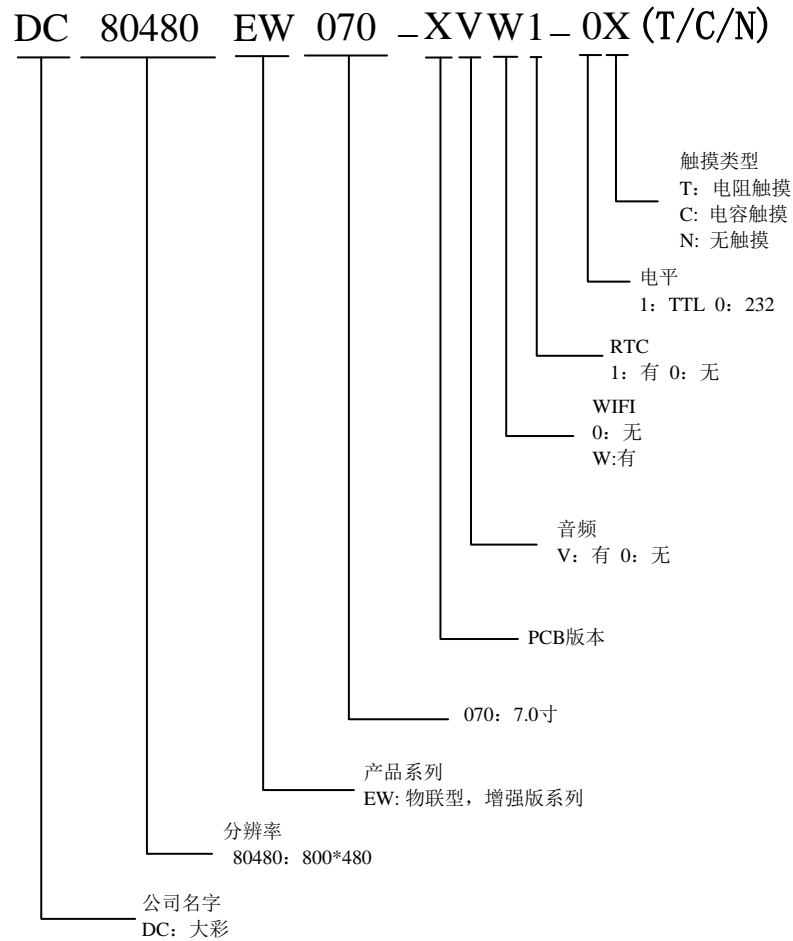 DC 80480 EW 070 -XVW1- 0X (T/C/N)
触摸类型
T：电阻触摸
C: 电容触摸
N: 无触摸
电平
1：TTL 0：232
RTC
1：有 0：无
WIFI
0：无
W:有
音频
V：有 0：无
PCB版本
070：7.0寸
产品系列
EW: 物联型，增强版系列
分辨率
80480：800*480
公司名字
DC：大彩